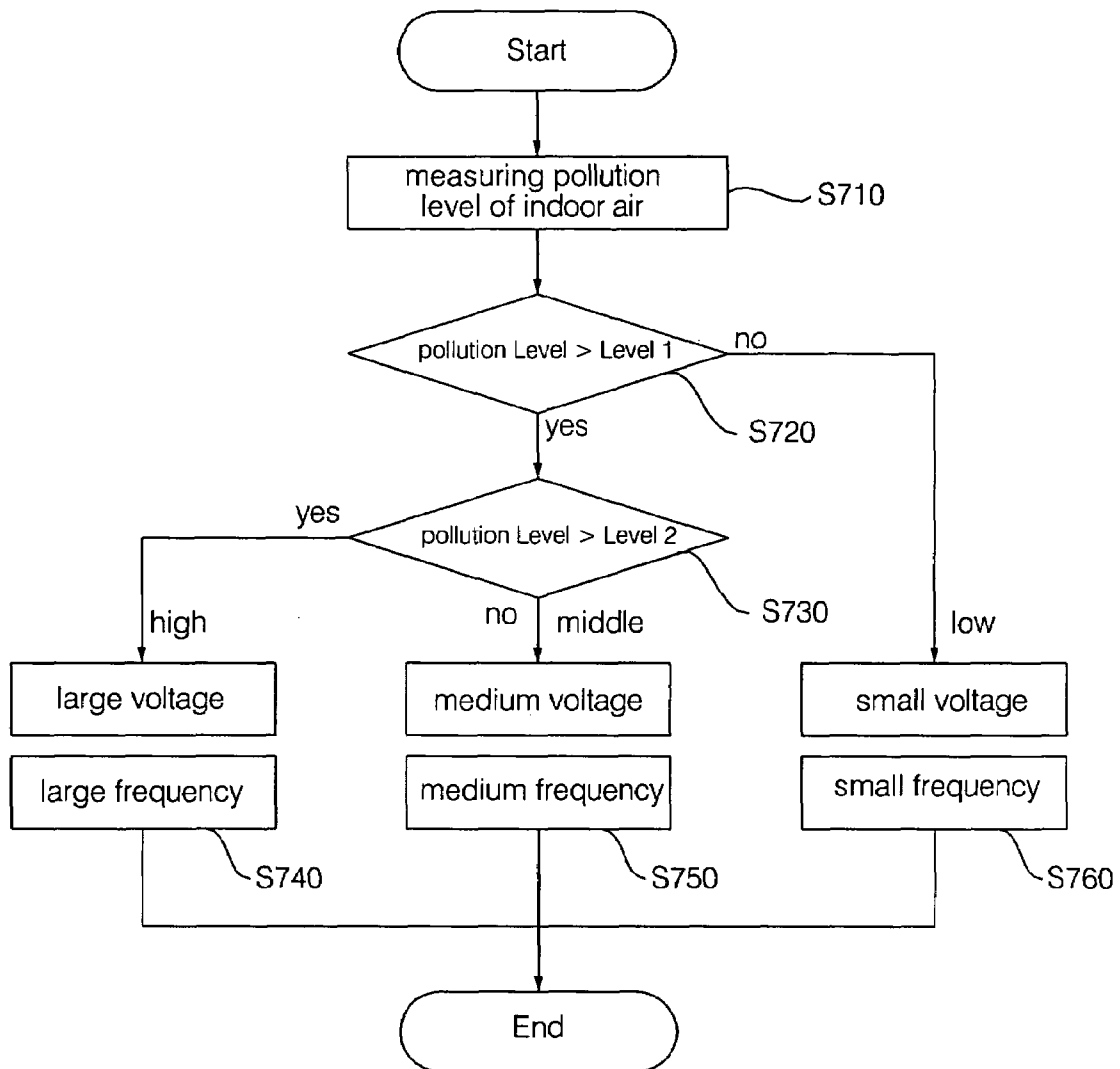 Start
measuring pollution
level of indoor air
S710
pollution Level > Level 1
no
S720
yes
pollution Level > Level 2
yes
S730
no
high
middle
low
large voltage
medium voltage
small voltage
large frequency
medium frequency
small frequency
S740
S750
S760
End